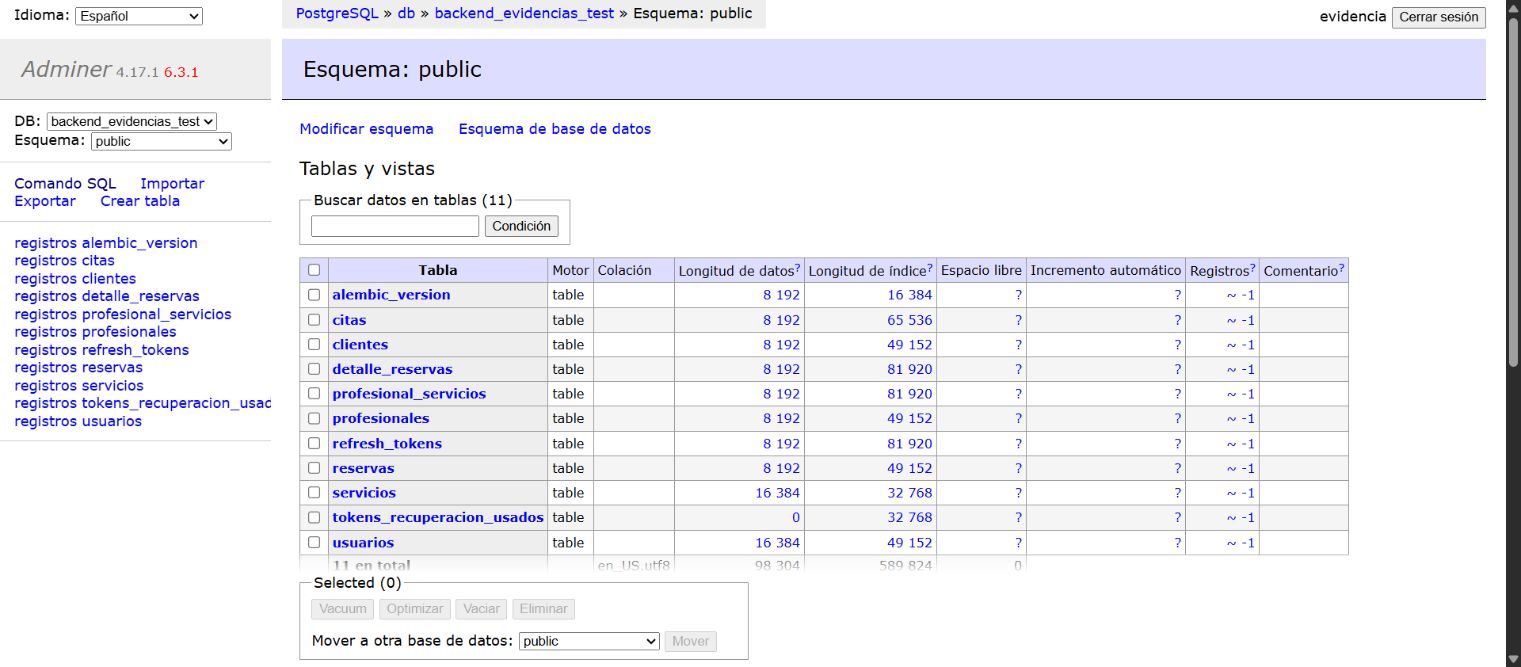 Idioma: Español
PostgreSQL » db » backend_evidencias_test » Esquema: public
evidencia Cerrar sesión
Adminer 4.17.1 6.3.1
Esquema: public
DB: backend_evidencias_test
Esquema: public
Comando SQL Importar
Exportar Crear tabla
registros alembic_version
registros citas
registros clientes
registros detalle_reservas
registros profesional_servicios
registros profesionales
registros refresh_tokens
registros reservas
registros servicios
registros tokens_recuperacion_usad
registros usuarios
Modificar esquema Esquema de base de datos
Tablas y vistas
Buscar datos en tablas (11)
Condición
Tabla Motor Colación Longitud de datos? Longitud de índice? Espacio libre Incremento automático Registros? Comentario?
alembic_version table 8 192 16 384 ? ? ~ -1
citas table 8 192 65 536 ? ? ~ -1
clientes table 8 192 49 152 ? ? ~ -1
detalle_reservas table 8 192 81 920 ? ? ~ -1
profesional_servicios table 8 192 81 920 ? ? ~ -1
profesionales table 8 192 49 152 ? ? ~ -1
refresh_tokens table 8 192 81 920 ? ? ~ -1
reservas table 8 192 49 152 ? ? ~ -1
servicios table 16 384 32 768 ? ? ~ -1
tokens_recuperacion_usados table 0 32 768 ? ? ~ -1
usuarios table 16 384 49 152 ? ? ~ -1
11 en total en_US.utf8 98 304 589 824 0
Selected (0)
Vacuum Optimizar Vaciar Eliminar
Mover a otra base de datos: public Mover